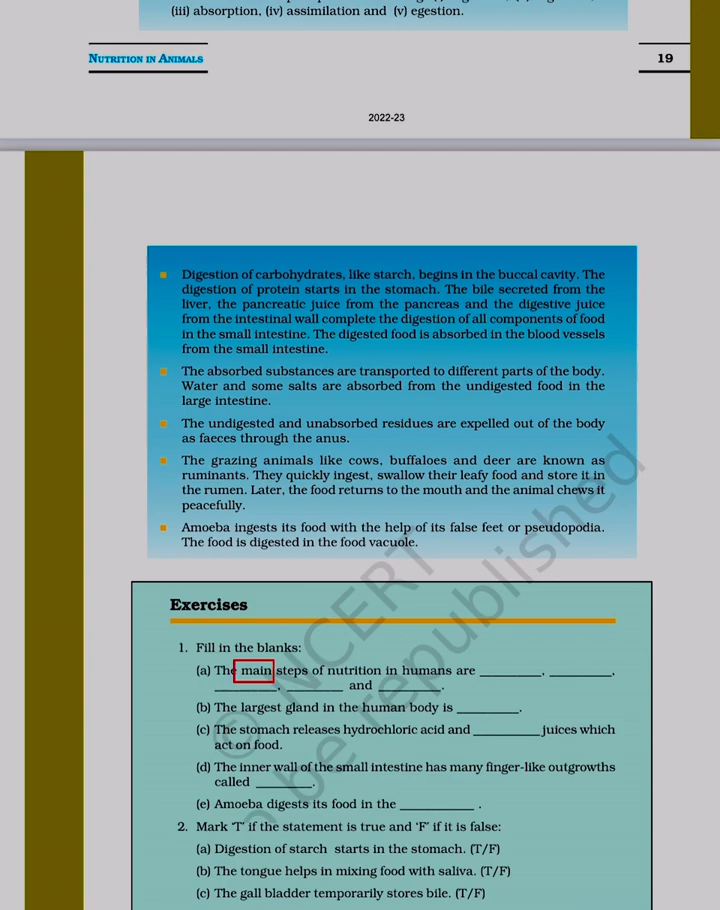 (iii) absorption, (iv) assimilation and (v) egestion.
NUTRITION IN ANIMALS
19
2022-23
Digestion of carbohydrates, like starch, begins in the buccal cavity. The
digestion of protein starts in the stomach. The bile secreted from the
liver, the pancreatic juice from the pancreas and the digestive juice
from the intestinal wall complete the digestion of all components of food
in the small intestine. The digested food is absorbed in the blood vessels
from the small intestine.
The absorbed substances are transported to different parts of the body.
Water and some salts are absorbed from the undigested food in the
large intestine.
The undigested and unabsorbed residues are expelled out of the body
as faeces through the anus.
The grazing animals like cows, buffaloes and deer are known as
ruminants. They quickly ingest, swallow their leafy food and store it in
the rumen. Later, the food returns to the mouth and the animal chews it
peacefully.
Amoeba ingests its food with the help of its false feet or pseudopodia.
The food is digested in the food vacuole.
Exercises
1. Fill in the blanks:
(a) The main steps of nutrition in humans are __________, __________,
__________, _________ and __________.
(b) The largest gland in the human body is __________.
(c) The stomach releases hydrochloric acid and ___________ juices which
act on food.
(d) The inner wall of the small intestine has many finger-like outgrowths
called _________.
(e) Amoeba digests its food in the ____________ .
2. Mark ‘T’ if the statement is true and ‘F’ if it is false:
(a) Digestion of starch starts in the stomach. (T/F)
(b) The tongue helps in mixing food with saliva. (T/F)
(c) The gall bladder temporarily stores bile. (T/F)
© NCERT
be republished